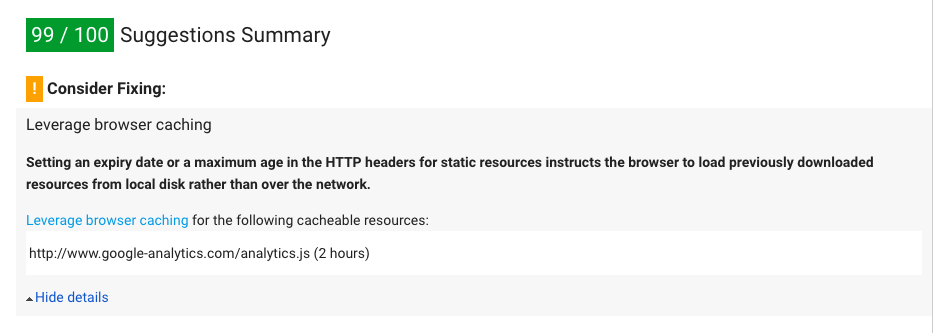 99 / 100 Suggestions Summary
! Consider Fixing:
Leverage browser caching
Setting an expiry date or a maximum age in the HTTP headers for static resources instructs the browser to load previously downloaded
resources from local disk rather than over the network.
Leverage browser caching for the following cacheable resources:
http://www.google-analytics.com/analytics.js (2 hours)
Hide details